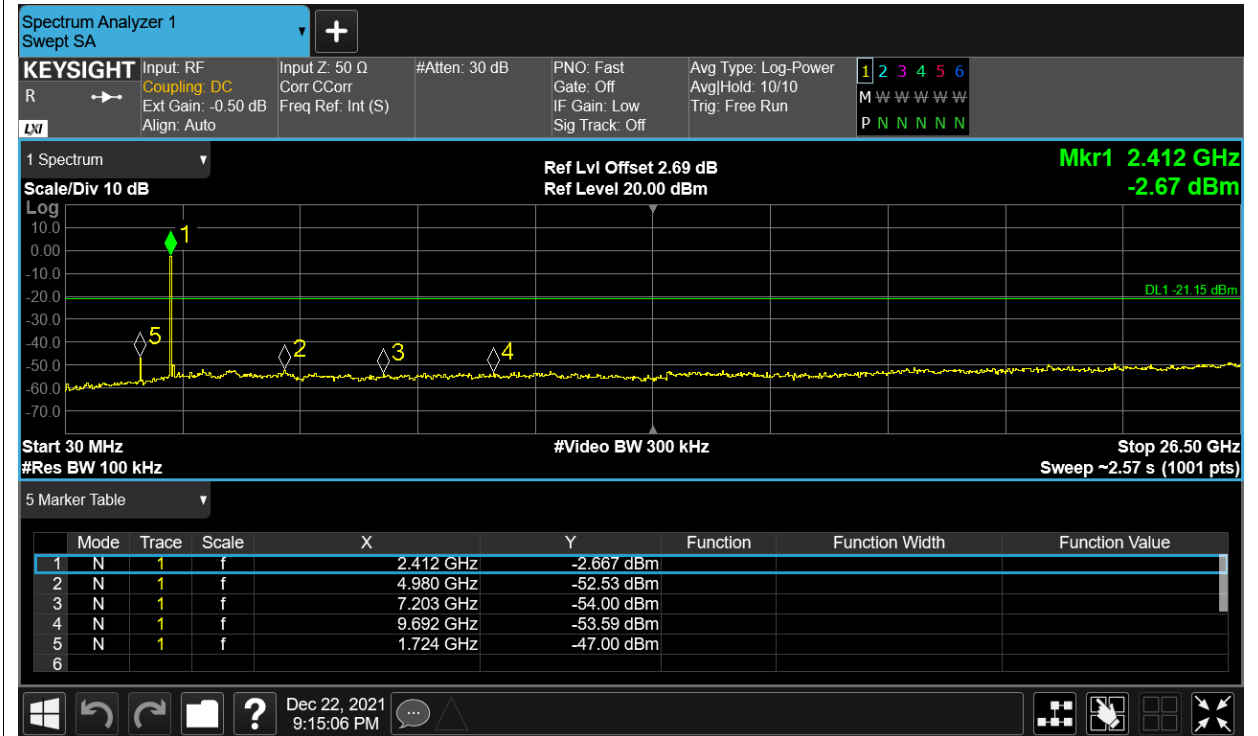 Spectrum Analyzer 1
Swept SA
+
KEYSIGHT Input: RF Input Z: 50 Ω #Atten: 30 dB PNO: Fast Avg Type: Log-Power 1 2 3 4 5 6
R Coupling: DC Corr CCorr Gate: Off Avg|Hold: 10/10 M W W W W W
Ext Gain: -0.50 dB Freq Ref: Int (S) IF Gain: Low Trig: Free Run
LXI Align: Auto Sig Track: Off P N N N N N
1 Spectrum Ref Lvl Offset 2.69 dB Mkr1 2.412 GHz
Scale/Div 10 dB Ref Level 20.00 dBm -2.67 dBm
Log
10.0 1
0.00
-10.0
-20.0 DL1 -21.15 dBm
-30.0
-40.0 5 2 3 4
-50.0
-60.0
-70.0
Start 30 MHz #Video BW 300 kHz Stop 26.50 GHz
#Res BW 100 kHz Sweep ~2.57 s (1001 pts)
5 Marker Table
Mode Trace Scale X Y Function Function Width Function Value
1 N 1 f 2.412 GHz -2.667 dBm
2 N 1 f 4.980 GHz -52.53 dBm
3 N 1 f 7.203 GHz -54.00 dBm
4 N 1 f 9.692 GHz -53.59 dBm
5 N 1 f 1.724 GHz -47.00 dBm
6
? Dec 22, 2021
9:15:06 PM